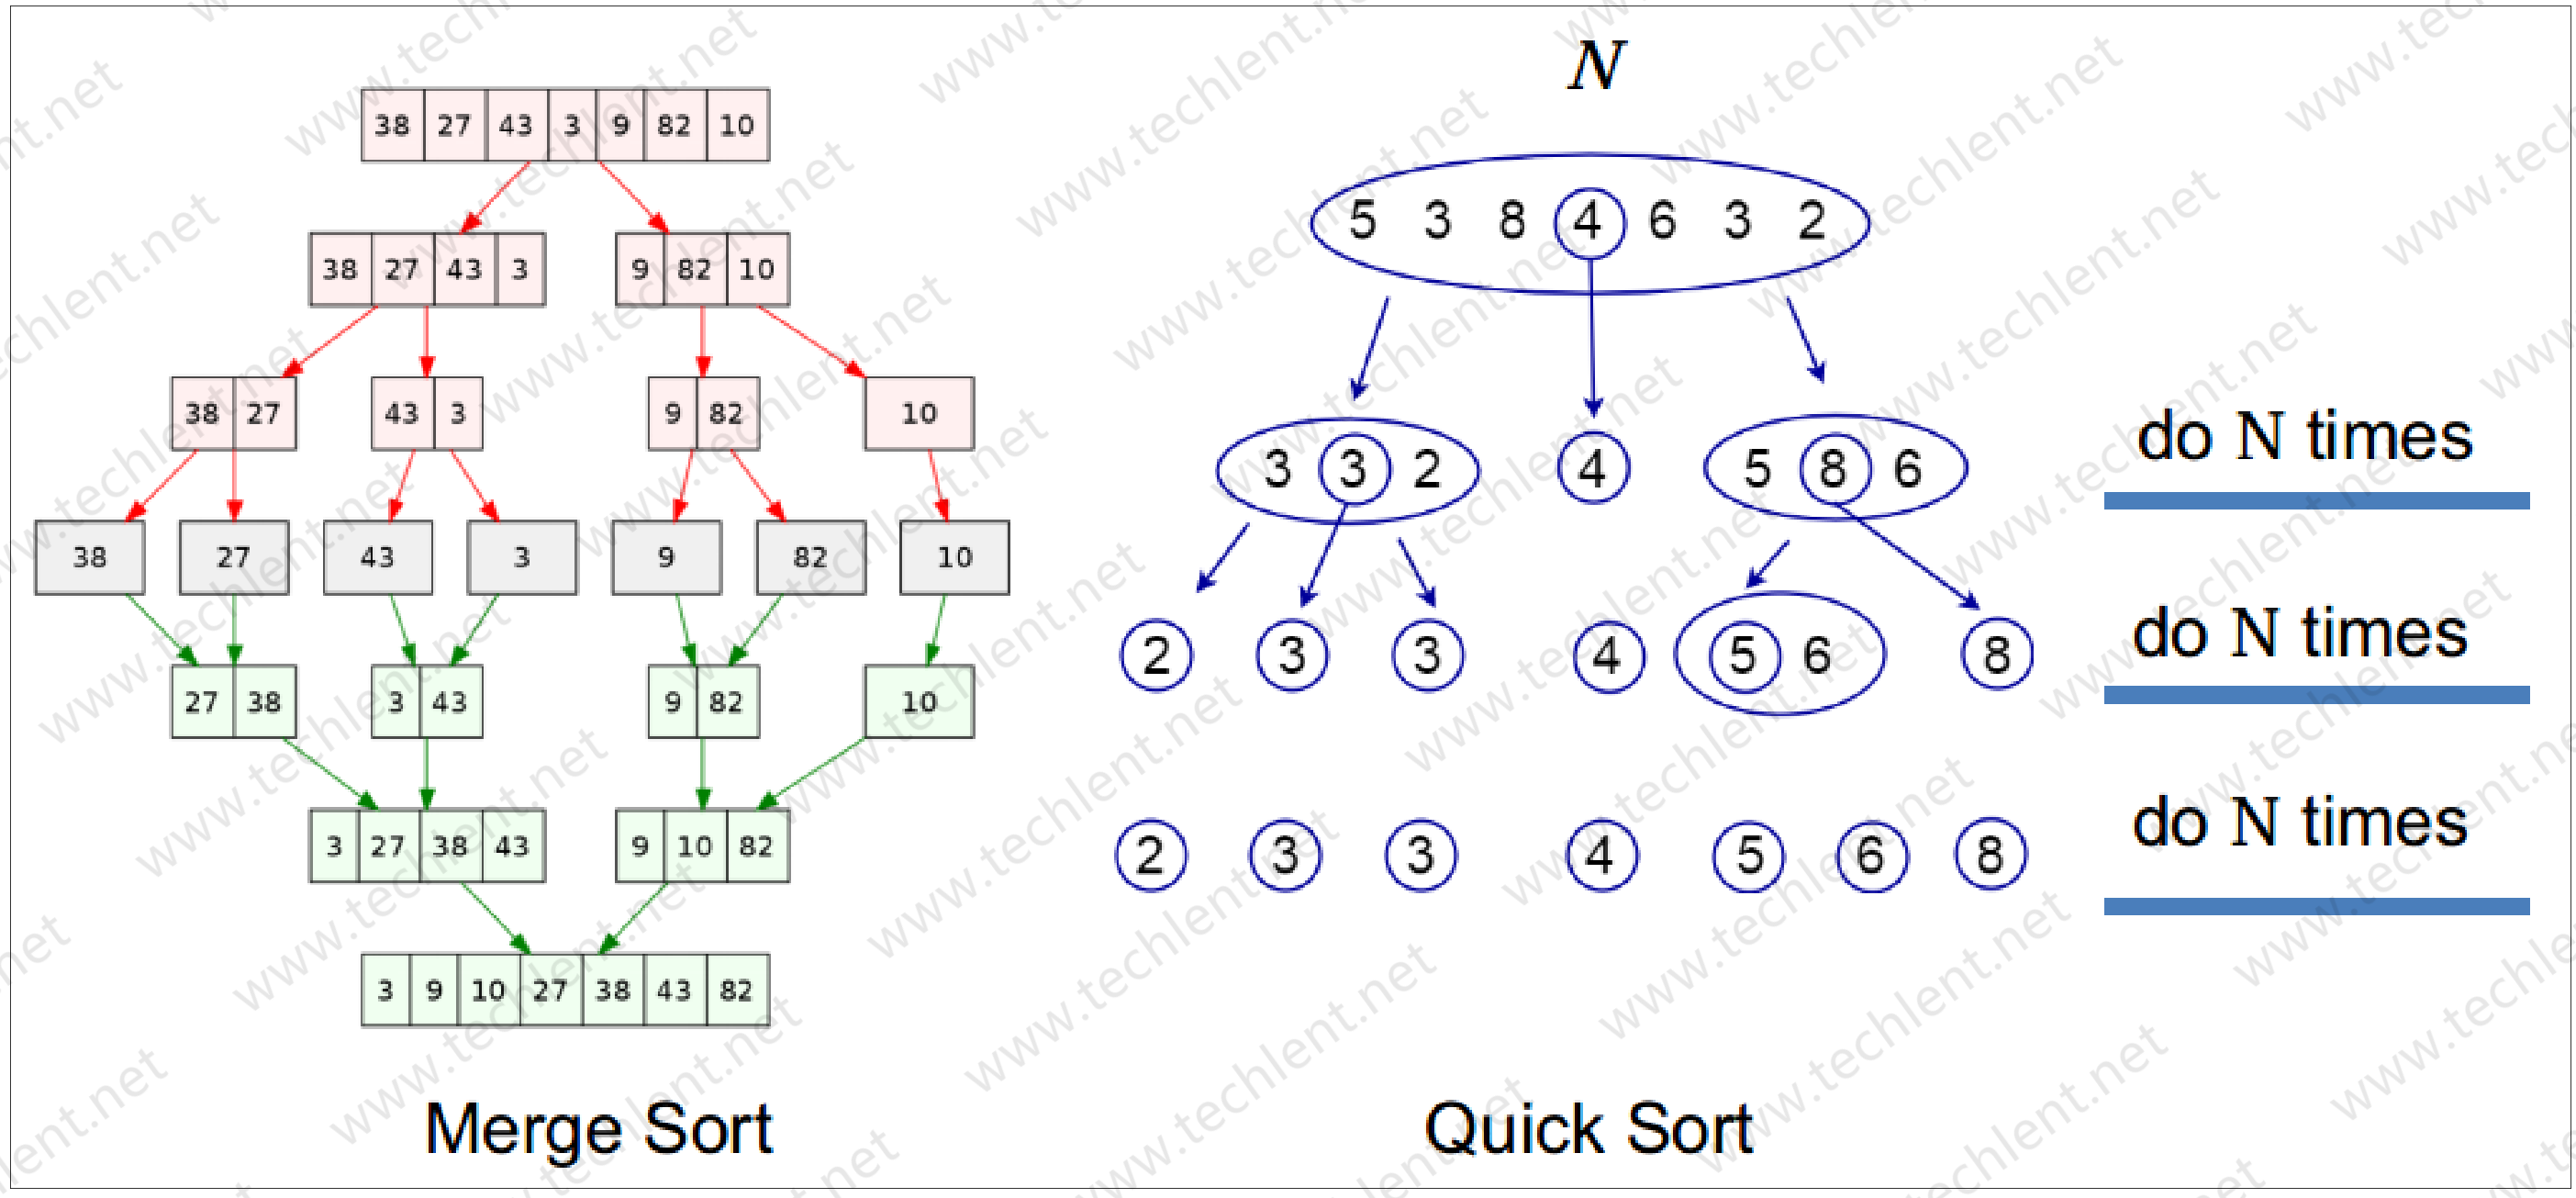 38 27 43 3 9 82 10
38 27 43 3 9 82 10
38 27 43 3 9 82 10
38 27 43 3 9 82 10
27 38 3 43 9 82 10
3 27 38 43 9 10 82
3 9 10 27 38 43 82
Merge Sort
N
5 3 8 4 6 3 2
3 3 2 4 5 8 6 do N times
2 3 3 4 5 6 8 do N times
2 3 3 4 5 6 8 do N times
Quick Sort
www.techlent.net